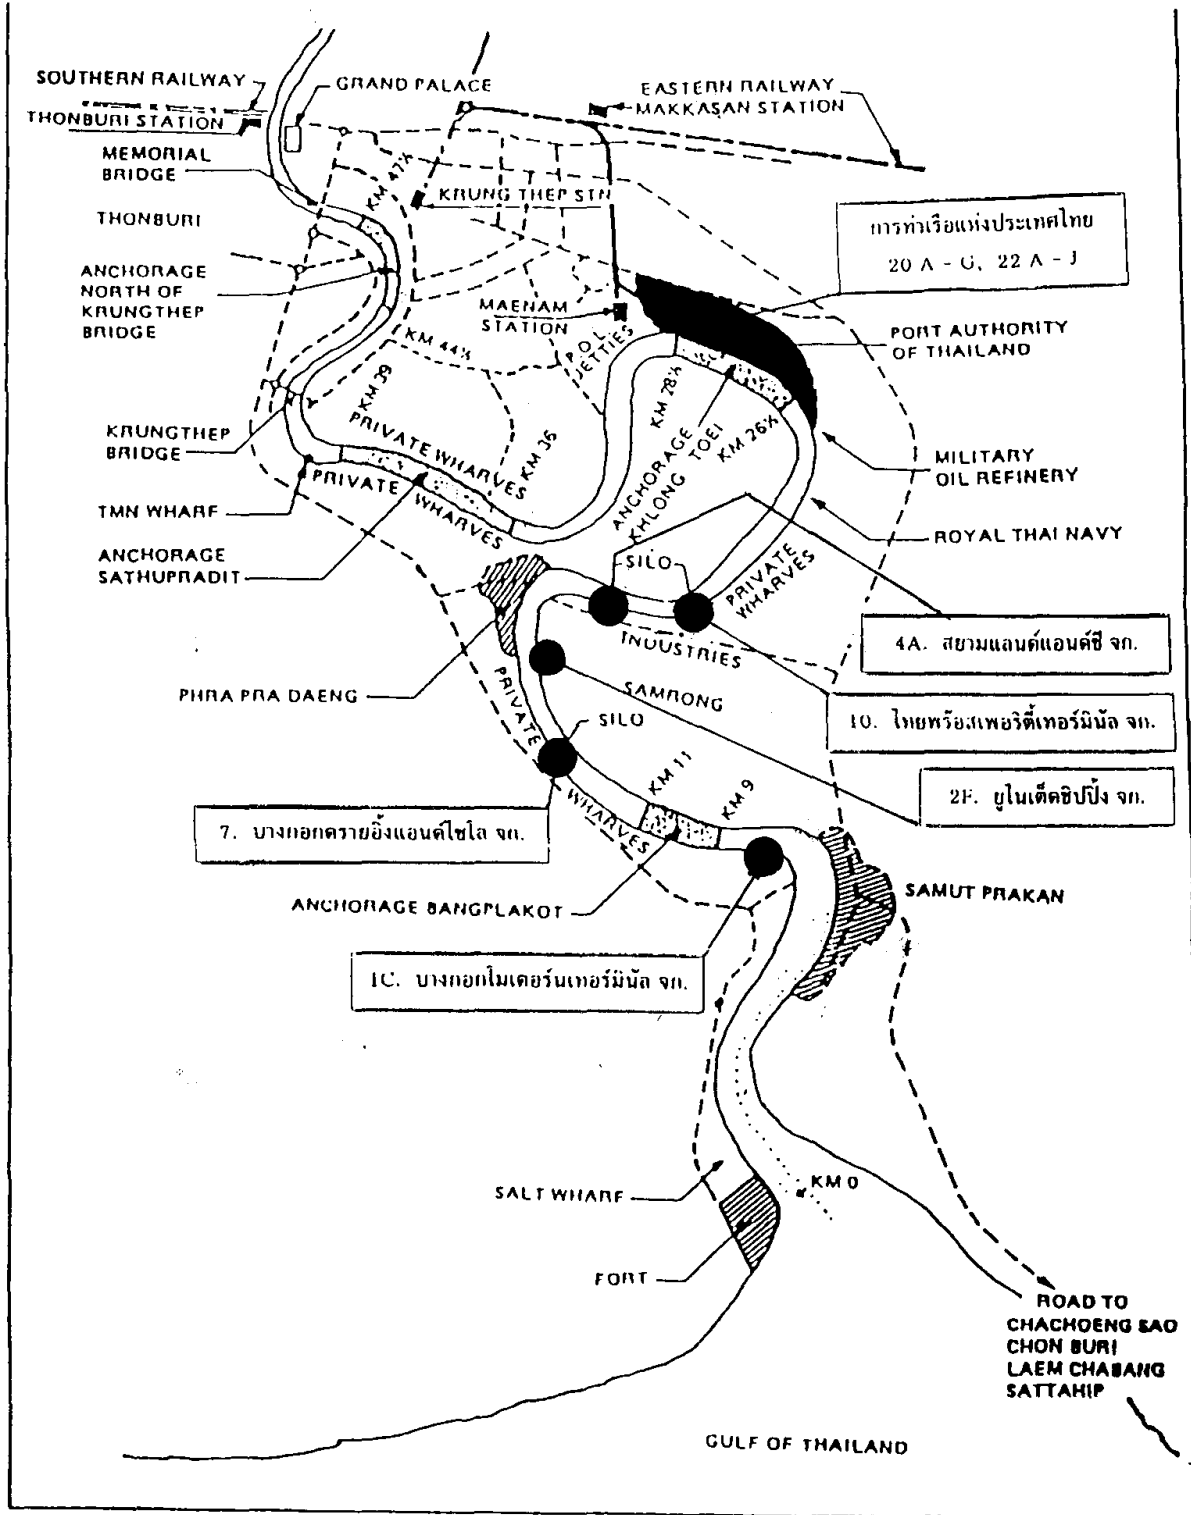 SOUTHERN RAILWAY
GRAND PALACE
EASTERN RAILWAY
MAKKASAN STATION
THONBURI STATION
MEMORIAL
BRIDGE
KM 47½
KRUNG THEP STN
THONBURI
การท่าเรือแห่งประเทศไทย
20 A - G, 22 A - J
ANCHORAGE
NORTH OF
KRUNGTHEP
BRIDGE
MAENAM
STATION
P O L
JETTIES
PORT AUTHORITY
OF THAILAND
KM 44½
KM 39
KM 28½
KM 26½
KM 36
PRIVATE WHARVES
ANCHORAGE
KHLONG TOEI
KRUNGTHEP
BRIDGE
MILITARY
OIL REFINERY
PRIVATE WHARVES
TMN WHARF
ROYAL THAI NAVY
ANCHORAGE
SATHUPRADIT
SILO
PRIVATE
WHARVES
INDUSTRIES
4A. สยามแลนด์แอนด์ซี จก.
PHRA PRA DAENG
PRIVATE
SAMRONG
SILO
10. ไทยพร๊อสเพอริตี้เทอร์มินัล จก.
KM 11
KM 9
2F. ยูไนเต็ดชิปปิ้ง จก.
WHARVES
7. บางกอกดรายอิ้งแอนด์ไซโล จก.
ANCHORAGE BANGPLAKOT
SAMUT PRAKAN
1C. บางกอกโมเดอร์นเทอร์มินัล จก.
SALT WHARF
KM 0
FORT
ROAD TO
CHACHOENG SAO
CHON BURI
LAEM CHABANG
SATTAHIP
GULF OF THAILAND